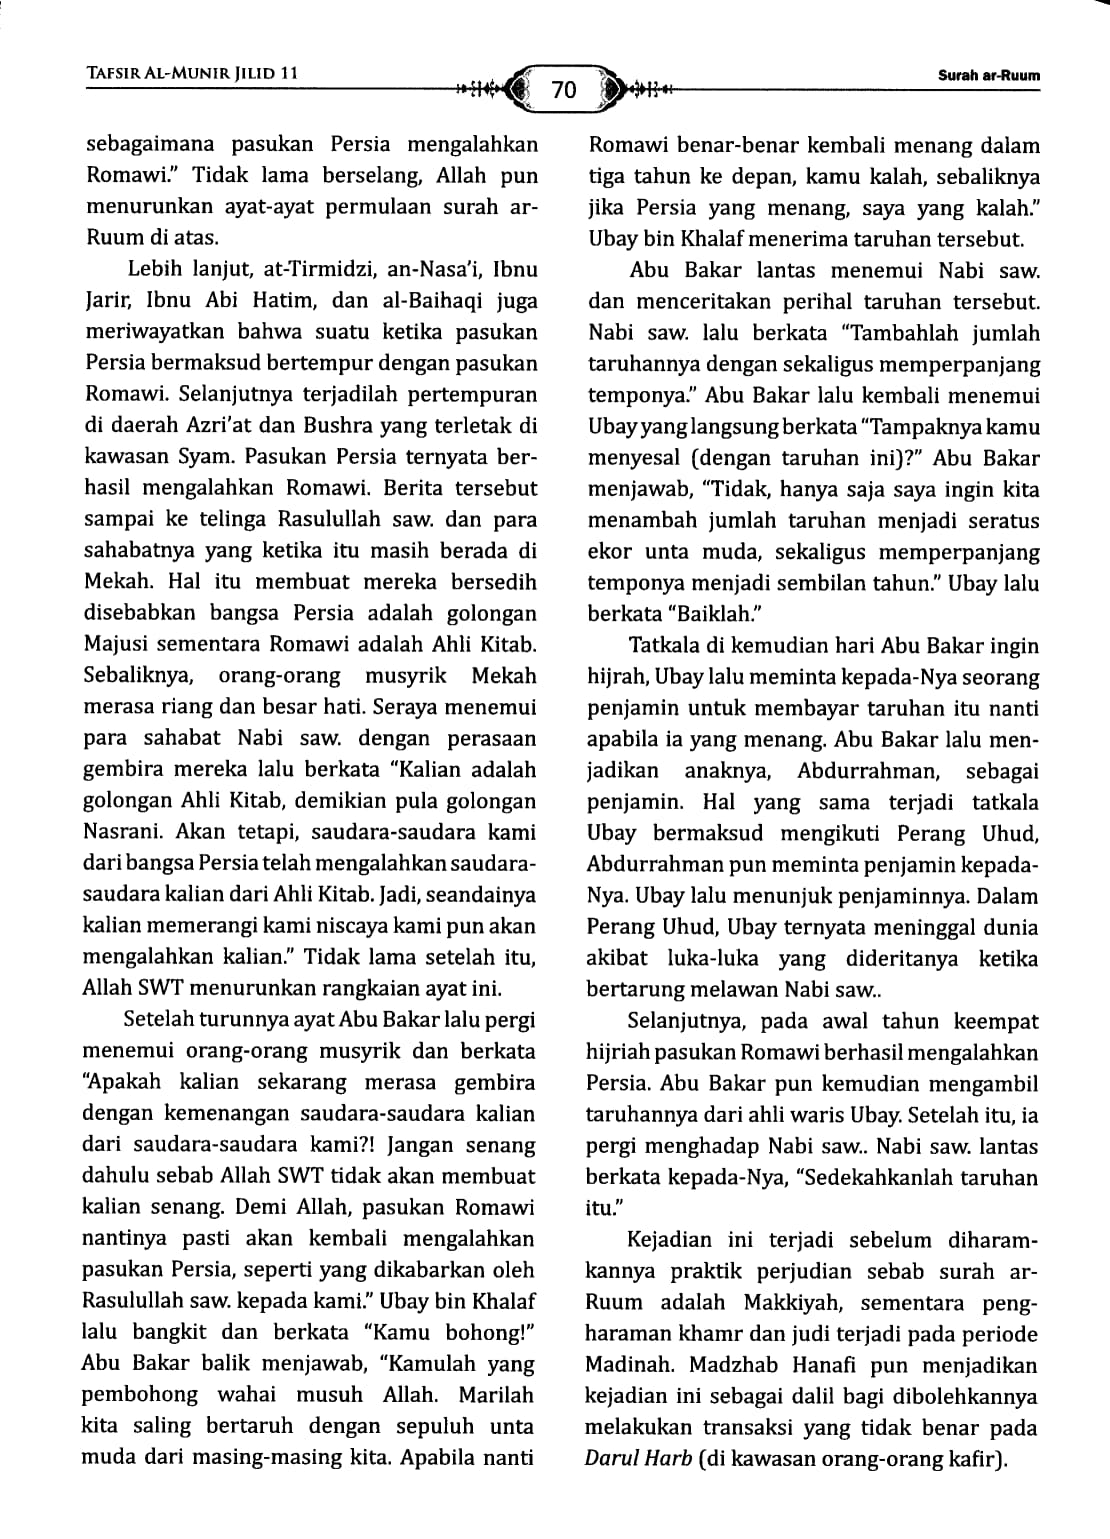 TAFSIR AL-MUNIR JILID 11
70
Surah ar-Ruum
sebagaimana pasukan Persia mengalahkan
Romawi.” Tidak lama berselang, Allah pun
menurunkan ayat-ayat permulaan surah ar-
Ruum di atas.
Lebih lanjut, at-Tirmidzi, an-Nasa’i, Ibnu
Jarir, Ibnu Abi Hatim, dan al-Baihaqi juga
meriwayatkan bahwa suatu ketika pasukan
Persia bermaksud bertempur dengan pasukan
Romawi. Selanjutnya terjadilah pertempuran
di daerah Azri’at dan Bushra yang terletak di
kawasan Syam. Pasukan Persia ternyata ber-
hasil mengalahkan Romawi. Berita tersebut
sampai ke telinga Rasulullah saw. dan para
sahabatnya yang ketika itu masih berada di
Mekah. Hal itu membuat mereka bersedih
disebabkan bangsa Persia adalah golongan
Majusi sementara Romawi adalah Ahli Kitab.
Sebaliknya, orang-orang musyrik Mekah
merasa riang dan besar hati. Seraya menemui
para sahabat Nabi saw. dengan perasaan
gembira mereka lalu berkata “Kalian adalah
golongan Ahli Kitab, demikian pula golongan
Nasrani. Akan tetapi, saudara-saudara kami
dari bangsa Persia telah mengalahkan saudara-
saudara kalian dari Ahli Kitab. Jadi, seandainya
kalian memerangi kami niscaya kami pun akan
mengalahkan kalian.” Tidak lama setelah itu,
Allah SWT menurunkan rangkaian ayat ini.
Setelah turunnya ayat Abu Bakar lalu pergi
menemui orang-orang musyrik dan berkata
“Apakah kalian sekarang merasa gembira
dengan kemenangan saudara-saudara kalian
dari saudara-saudara kami?! Jangan senang
dahulu sebab Allah SWT tidak akan membuat
kalian senang. Demi Allah, pasukan Romawi
nantinya pasti akan kembali mengalahkan
pasukan Persia, seperti yang dikabarkan oleh
Rasulullah saw. kepada kami.” Ubay bin Khalaf
lalu bangkit dan berkata “Kamu bohong!”
Abu Bakar balik menjawab, “Kamulah yang
pembohong wahai musuh Allah. Marilah
kita saling bertaruh dengan sepuluh unta
muda dari masing-masing kita. Apabila nanti
Romawi benar-benar kembali menang dalam
tiga tahun ke depan, kamu kalah, sebaliknya
jika Persia yang menang, saya yang kalah.”
Ubay bin Khalaf menerima taruhan tersebut.
Abu Bakar lantas menemui Nabi saw.
dan menceritakan perihal taruhan tersebut.
Nabi saw. lalu berkata “Tambahlah jumlah
taruhannya dengan sekaligus memperpanjang
temponya.” Abu Bakar lalu kembali menemui
Ubay yang langsung berkata “Tampaknya kamu
menyesal (dengan taruhan ini)?” Abu Bakar
menjawab, “Tidak, hanya saja saya ingin kita
menambah jumlah taruhan menjadi seratus
ekor unta muda, sekaligus memperpanjang
temponya menjadi sembilan tahun.” Ubay lalu
berkata “Baiklah.”
Tatkala di kemudian hari Abu Bakar ingin
hijrah, Ubay lalu meminta kepada-Nya seorang
penjamin untuk membayar taruhan itu nanti
apabila ia yang menang. Abu Bakar lalu men-
jadikan anaknya, Abdurrahman, sebagai
penjamin. Hal yang sama terjadi tatkala
Ubay bermaksud mengikuti Perang Uhud,
Abdurrahman pun meminta penjamin kepada-
Nya. Ubay lalu menunjuk penjaminnya. Dalam
Perang Uhud, Ubay ternyata meninggal dunia
akibat luka-luka yang dideritanya ketika
bertarung melawan Nabi saw..
Selanjutnya, pada awal tahun keempat
hijriah pasukan Romawi berhasil mengalahkan
Persia. Abu Bakar pun kemudian mengambil
taruhannya dari ahli waris Ubay. Setelah itu, ia
pergi menghadap Nabi saw.. Nabi saw. lantas
berkata kepada-Nya, “Sedekahkanlah taruhan
itu.”
Kejadian ini terjadi sebelum diharam-
kannya praktik perjudian sebab surah ar-
Ruum adalah Makkiyah, sementara peng-
haraman khamr dan judi terjadi pada periode
Madinah. Madzhab Hanafi pun menjadikan
kejadian ini sebagai dalil bagi dibolehkannya
melakukan transaksi yang tidak benar pada
Darul Harb (di kawasan orang-orang kafir).